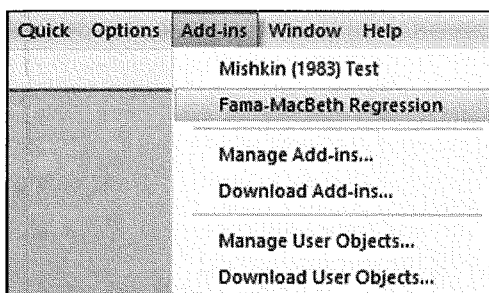 Quick Options Add-ins Window Help
Mishkin (1983) Test
Fama-MacBeth Regression
Manage Add-ins...
Download Add-ins...
Manage User Objects...
Download User Objects...